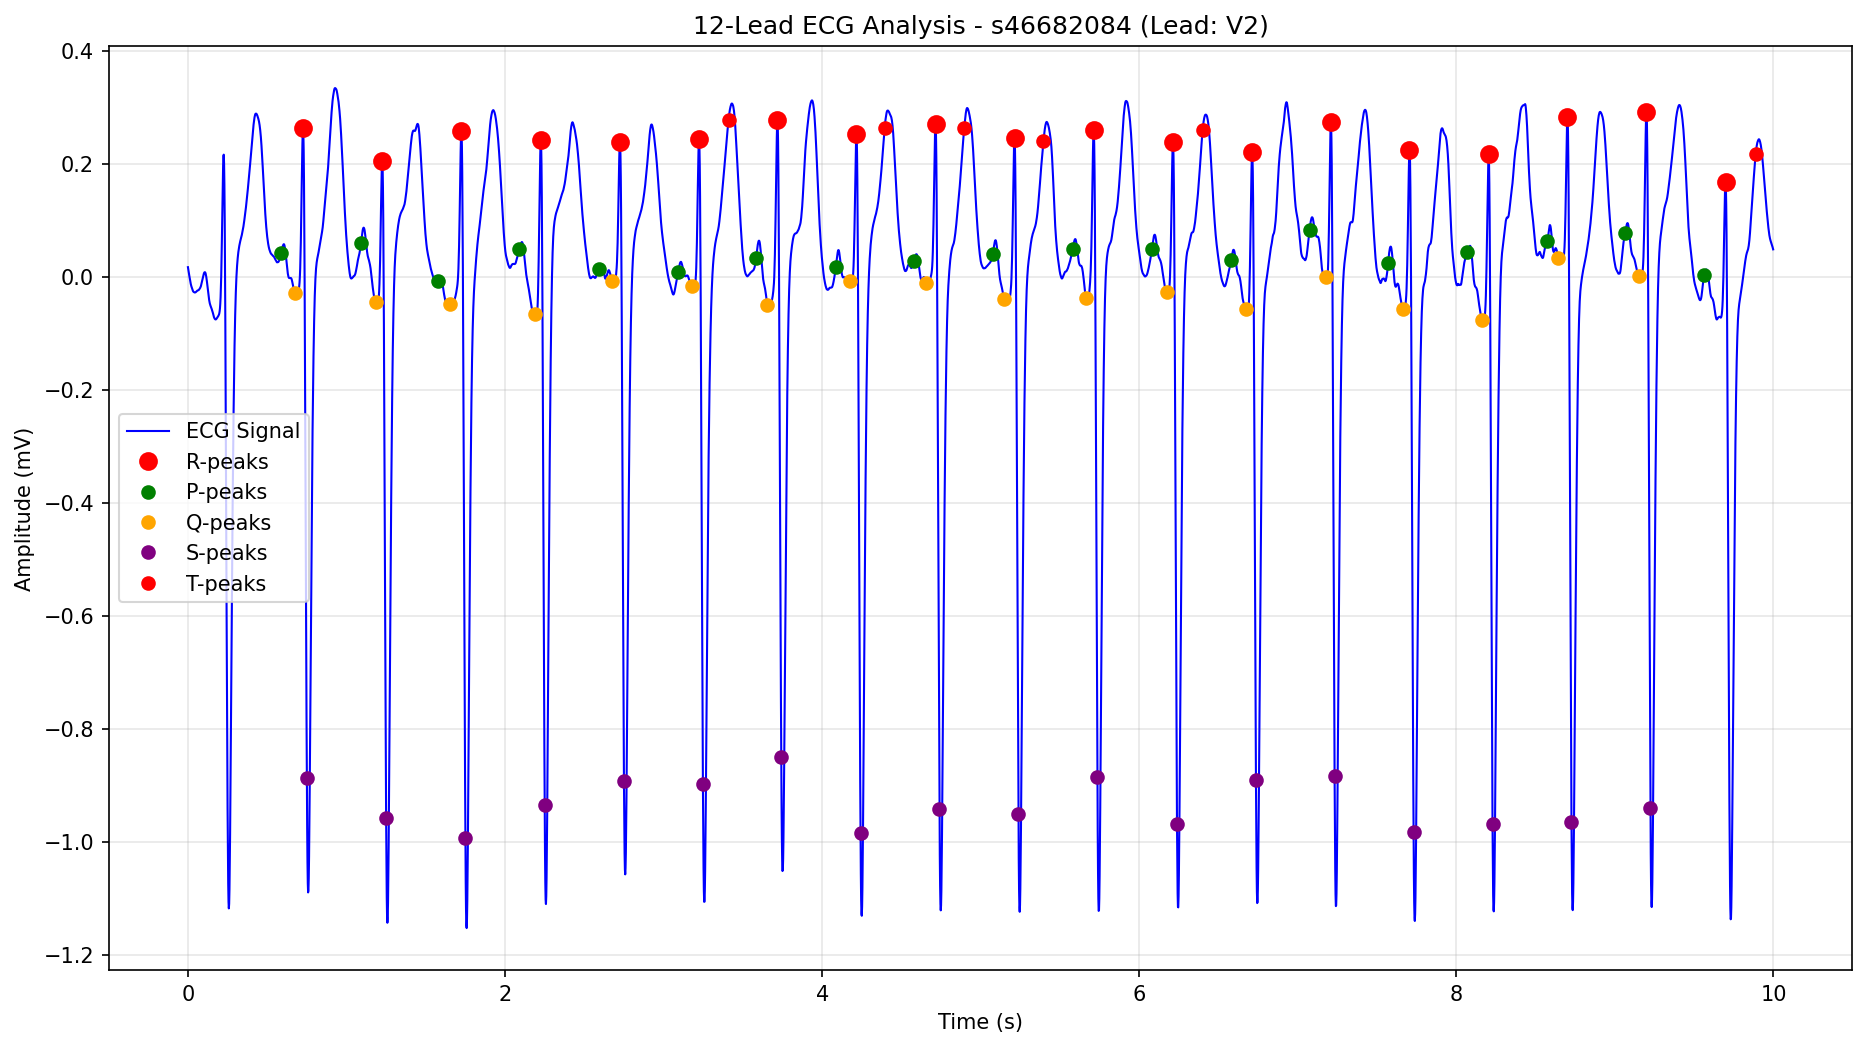 12-Lead ECG Analysis - s46682084 (Lead: V2)
Amplitude (mV)
0.4
0.2
0.0
−0.2
−0.4
−0.6
−0.8
−1.0
−1.2
ECG Signal
R-peaks
P-peaks
Q-peaks
S-peaks
T-peaks
0 2 4 6 8 10
Time (s)